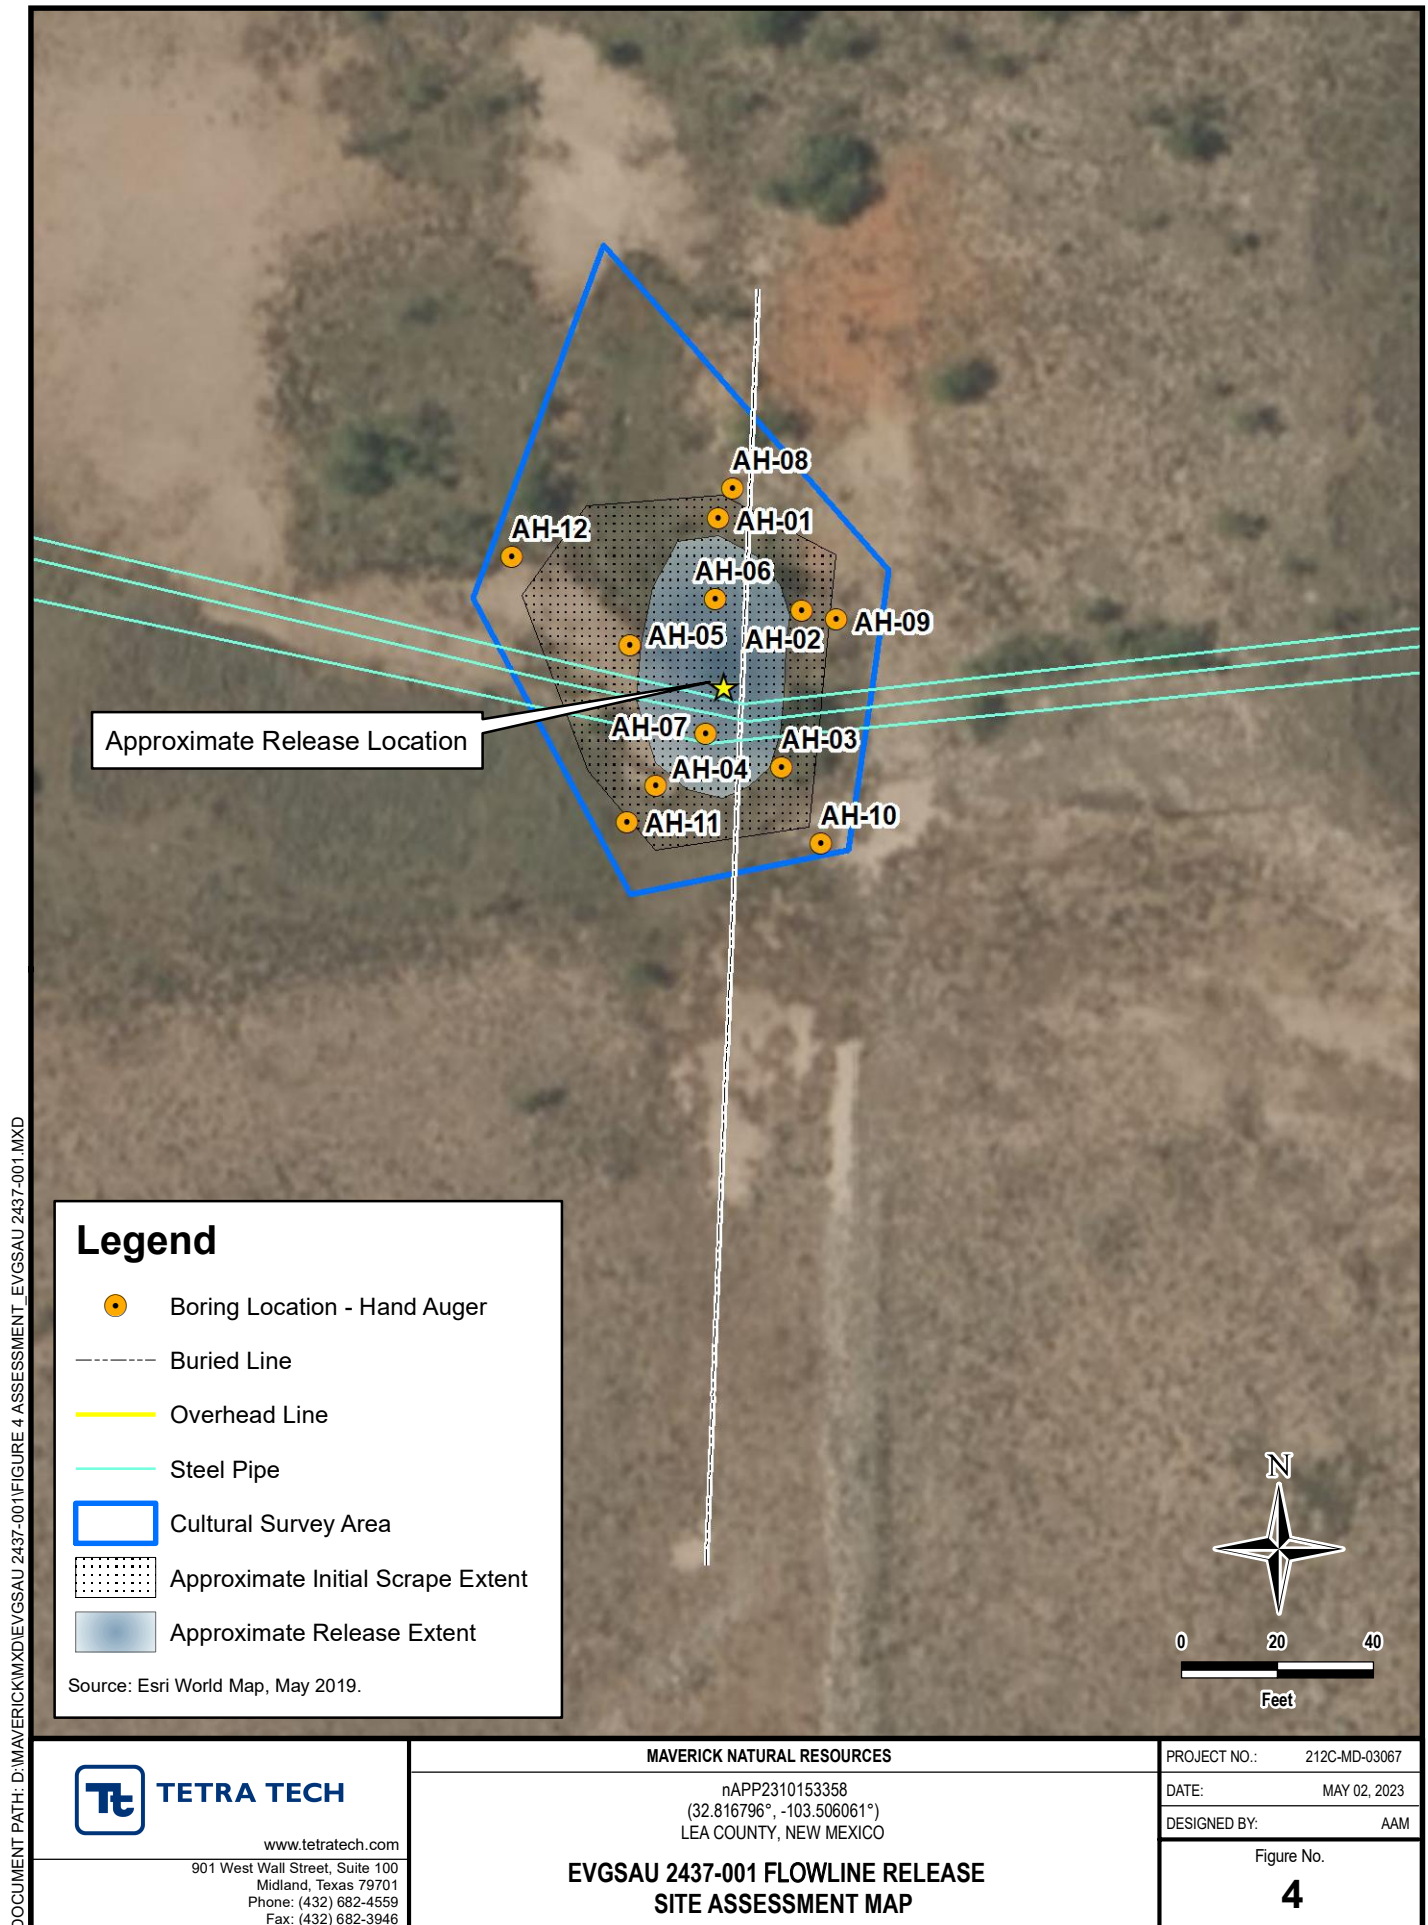 AH-08
AH-01
AH-12
AH-06
AH-05
AH-02
AH-09
Approximate Release Location
AH-07
AH-03
AH-04
AH-11
AH-10
DOCUMENT PATH: D:\MAVERICK\MXD\EVGSAU 2437-001\FIGURE 4 ASSESSMENT_EVGSAU 2437-001.MXD
Legend
Boring Location - Hand Auger
Buried Line
Overhead Line
Steel Pipe
Cultural Survey Area
Approximate Initial Scrape Extent
Approximate Release Extent
Source: Esri World Map, May 2019.
N
0 20 40
Feet
Tt TETRA TECH
www.tetratech.com
901 West Wall Street, Suite 100
Midland, Texas 79701
Phone: (432) 682-4559
Fax: (432) 682-3946
MAVERICK NATURAL RESOURCES
nAPP2310153358
(32.816796°, -103.506061°)
LEA COUNTY, NEW MEXICO
EVGSAU 2437-001 FLOWLINE RELEASE
SITE ASSESSMENT MAP
PROJECT NO.: 212C-MD-03067
DATE: MAY 02, 2023
DESIGNED BY: AAM
Figure No.
4